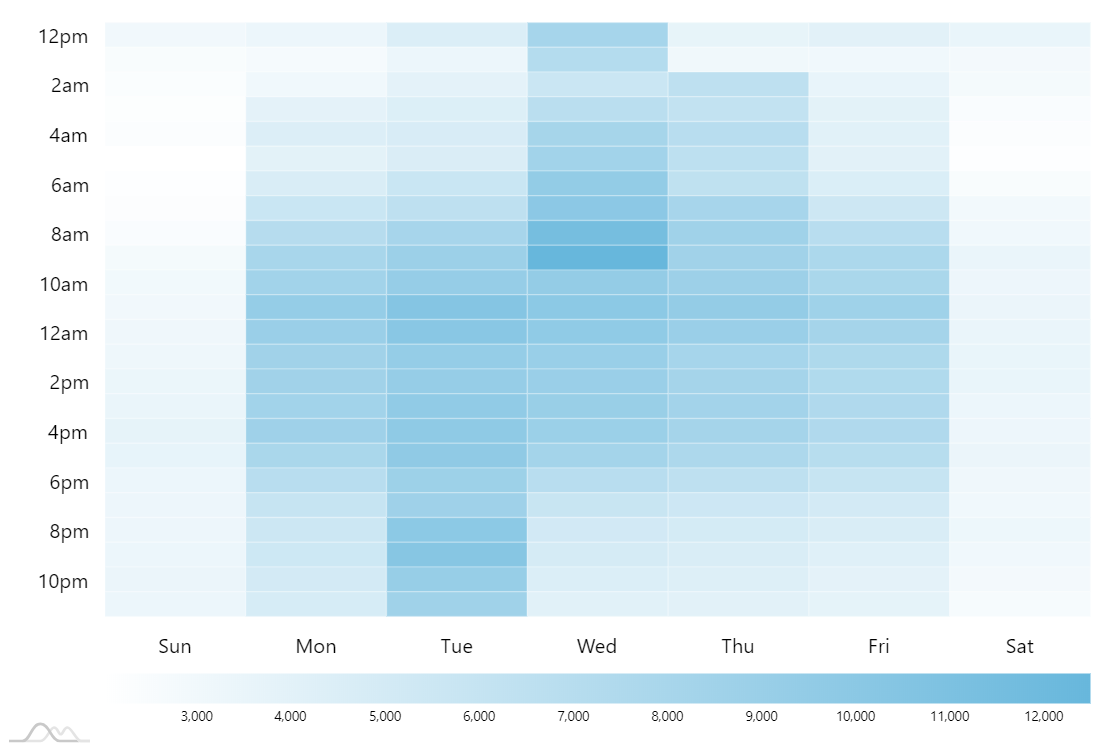 12pm
2am
4am
6am
8am
10am
12am
2pm
4pm
6pm
8pm
10pm
Sun Mon Tue Wed Thu Fri Sat
3,000 4,000 5,000 6,000 7,000 8,000 9,000 10,000 11,000 12,000